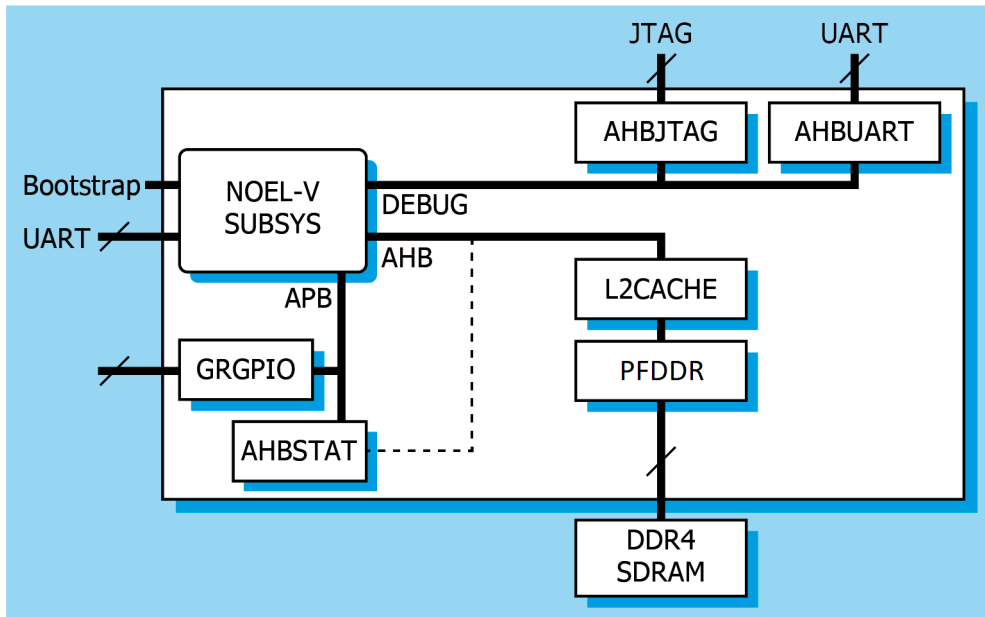 JTAG
UART
AHBJTAG
AHBUART
Bootstrap
NOEL-V
SUBSYS
DEBUG
UART
AHB
L2CACHE
APB
GRGPIO
PFDDR
AHBSTAT
DDR4
SDRAM